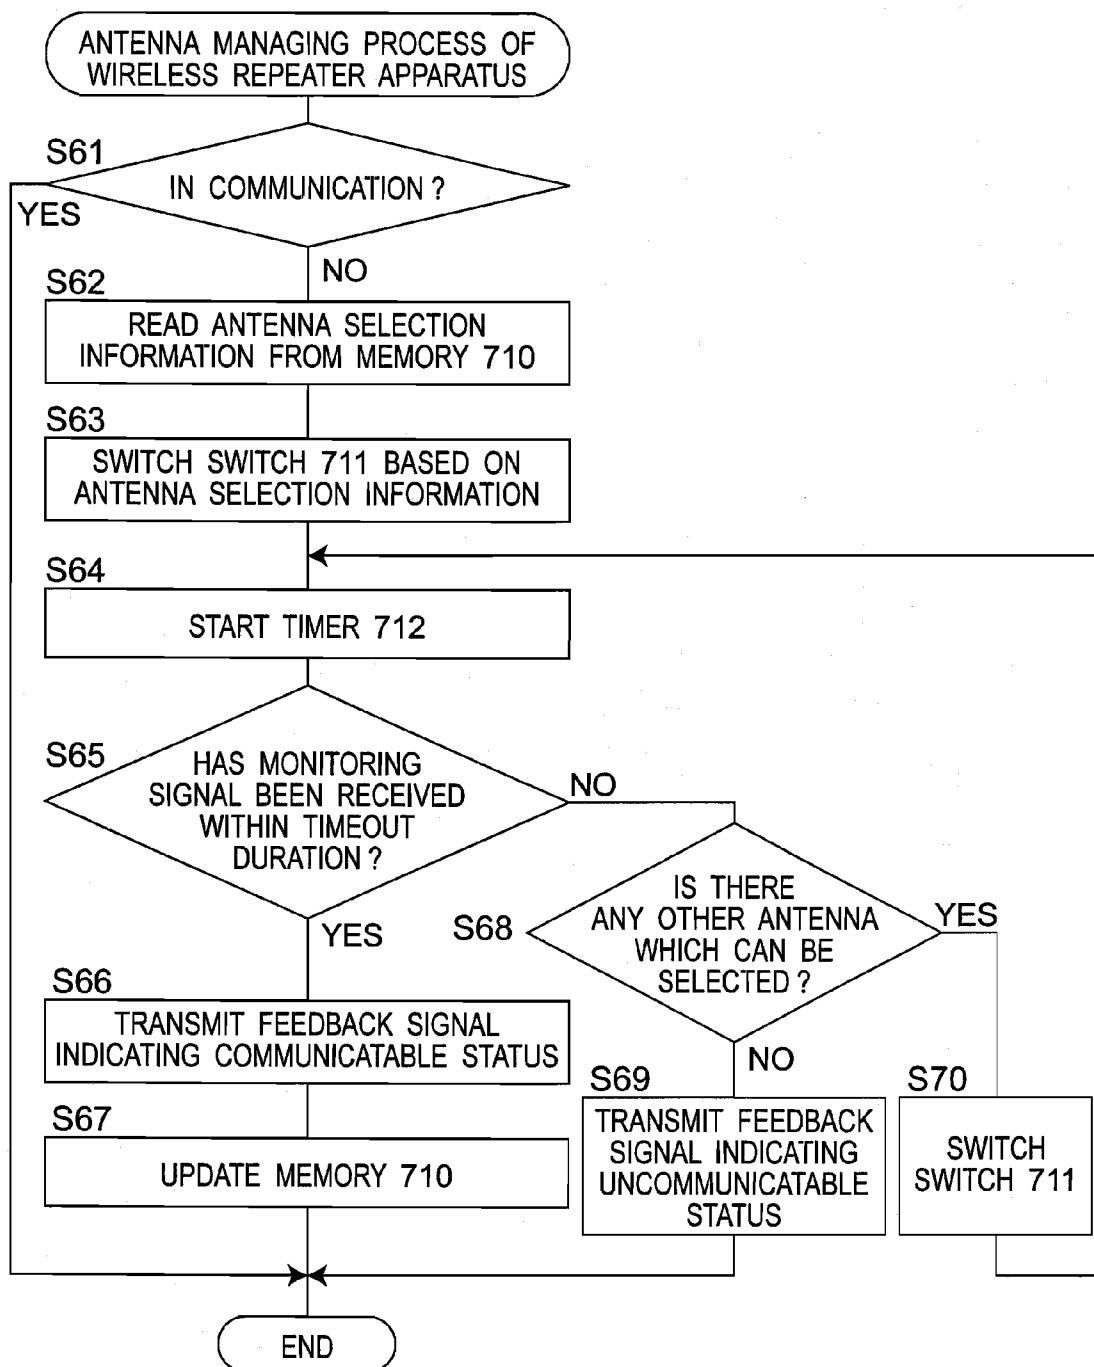 ANTENNA MANAGING PROCESS OF
WIRELESS REPEATER APPARATUS
S61
IN COMMUNICATION ?
YES
NO
S62
READ ANTENNA SELECTION
INFORMATION FROM MEMORY 710
S63
SWITCH SWITCH 711 BASED ON
ANTENNA SELECTION INFORMATION
S64
START TIMER 712
S65
HAS MONITORING
SIGNAL BEEN RECEIVED
WITHIN TIMEOUT
DURATION ?
NO
YES
S68
IS THERE
ANY OTHER ANTENNA
WHICH CAN BE
SELECTED ?
YES
NO
S66
TRANSMIT FEEDBACK SIGNAL
INDICATING COMMUNICATABLE STATUS
S67
UPDATE MEMORY 710
S69
TRANSMIT FEEDBACK
SIGNAL INDICATING
UNCOMMUNICATABLE
STATUS
S70
SWITCH
SWITCH 711
END